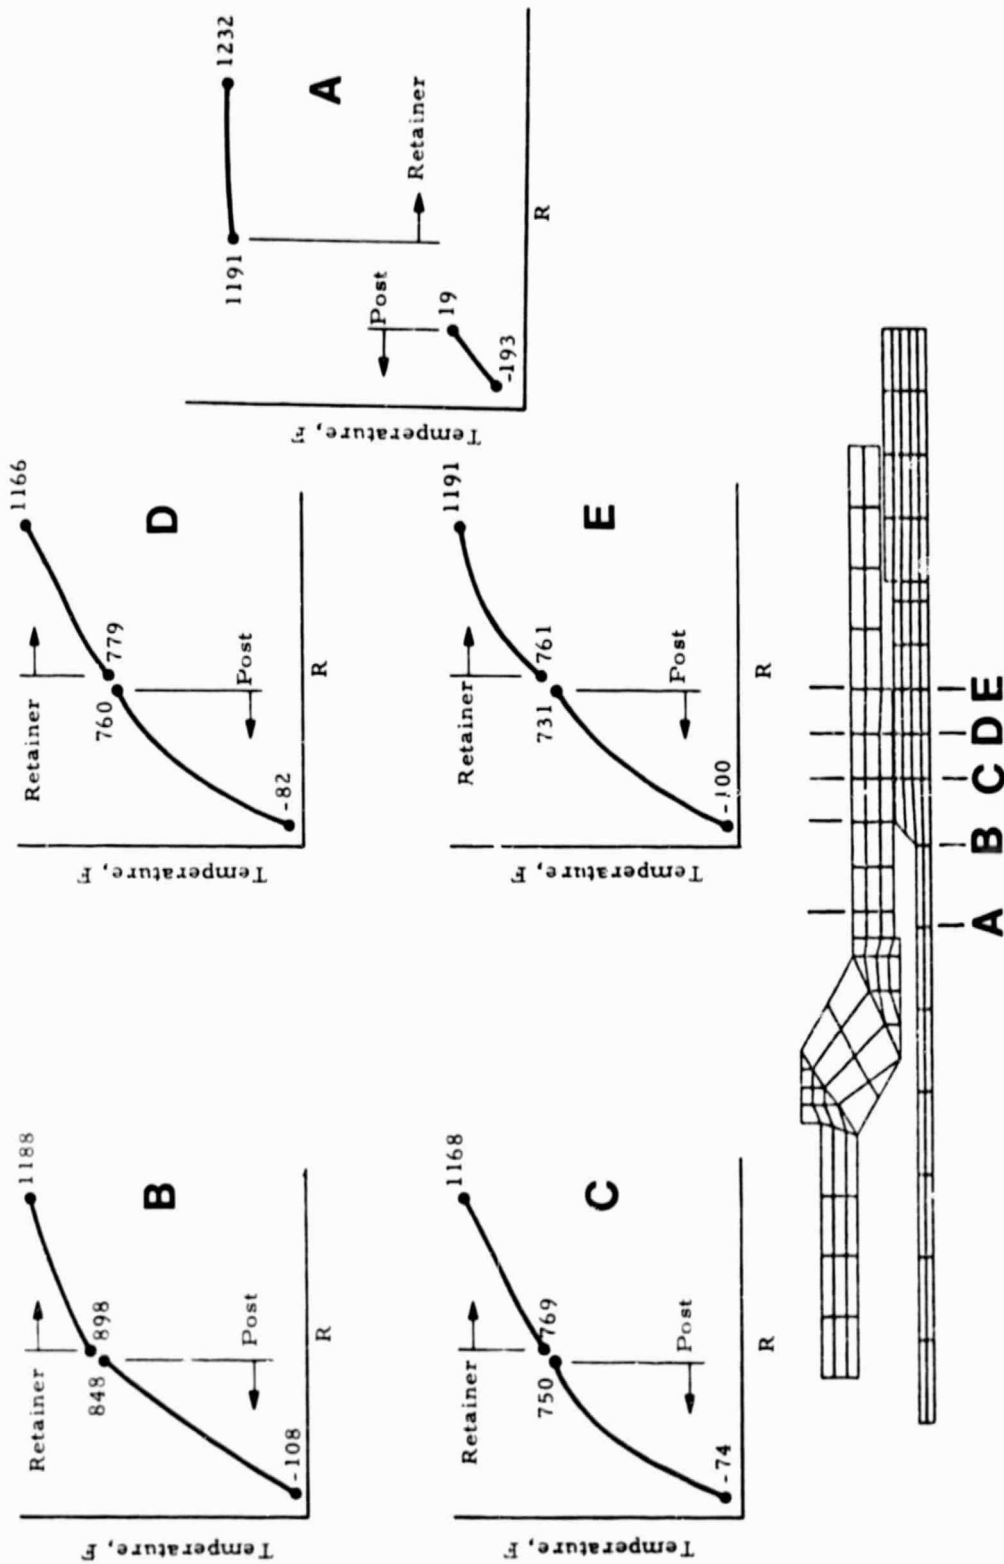 B
Temperature, F
Retainer
1188
898
848
Post
-108
R
D
Temperature, F
Retainer
1166
779
760
Post
-82
R
A
Temperature, F
1232
1191
Retainer
Post
19
-193
R
C
Temperature, F
Retainer
1168
769
750
Post
-74
R
E
Temperature, F
Retainer
1191
761
731
Post
-100
R
A B C D E